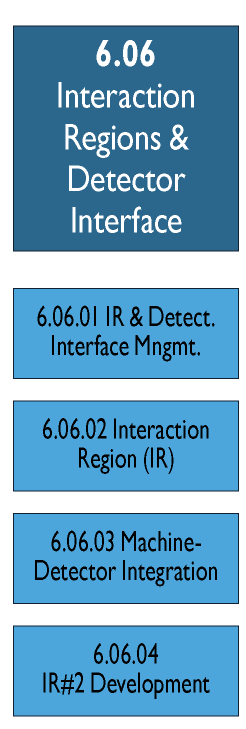 6.06
Interaction
Regions &
Detector
Interface
6.06.01 IR & Detect.
Interface Mngmt.
6.06.02 Interaction
Region (IR)
6.06.03 Machine-
Detector Integration
6.06.04
IR#2 Development